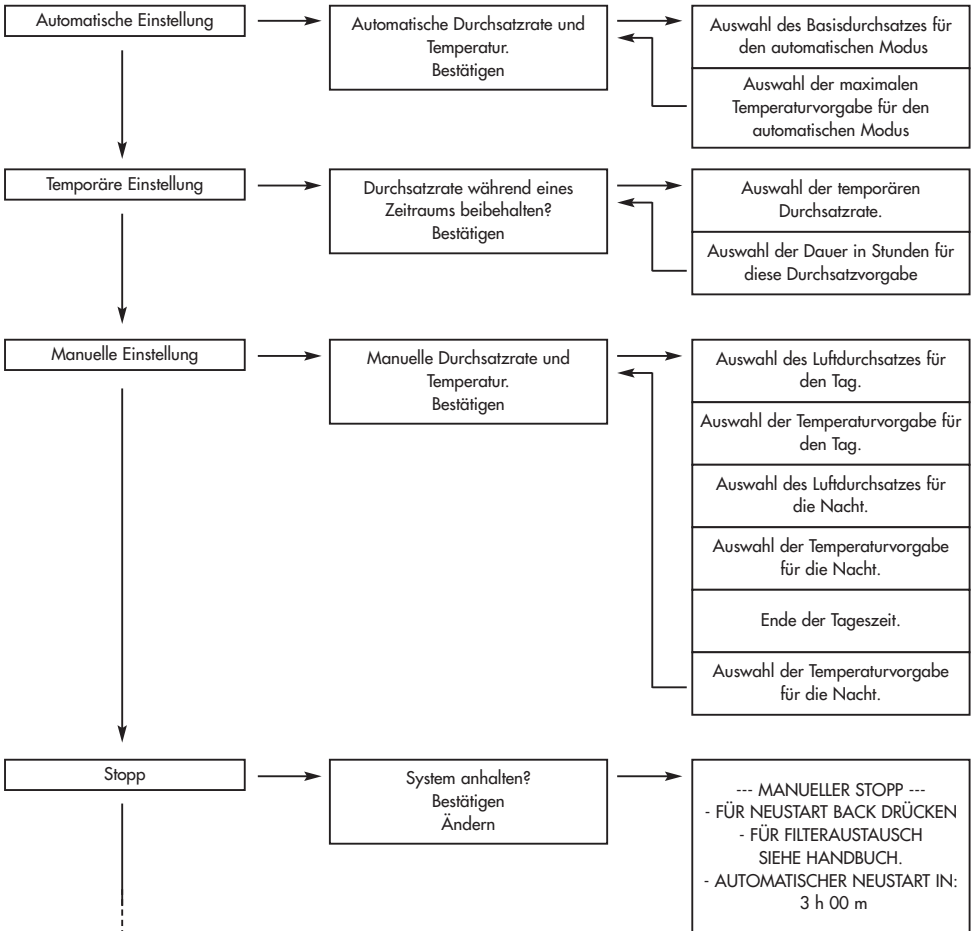 Automatische Einstellung
Automatische Durchsatzrate und
Temperatur.
Bestätigen
Auswahl des Basisdurchsatzes für
den automatischen Modus
Auswahl der maximalen
Temperaturvorgabe für den
automatischen Modus
Temporäre Einstellung
Durchsatzrate während eines
Zeitraums beibehalten?
Bestätigen
Auswahl der temporären
Durchsatzrate.
Auswahl der Dauer in Stunden für
diese Durchsatzvorgabe
Manuelle Einstellung
Manuelle Durchsatzrate und
Temperatur.
Bestätigen
Auswahl des Luftdurchsatzes für
den Tag.
Auswahl der Temperaturvorgabe für
den Tag.
Auswahl des Luftdurchsatzes für
die Nacht.
Auswahl der Temperaturvorgabe
für die Nacht.
Ende der Tageszeit.
Auswahl der Temperaturvorgabe
für die Nacht.
Stopp
System anhalten?
Bestätigen
Ändern
--- MANUELLER STOPP ---
- FÜR NEUSTART BACK DRÜCKEN
- FÜR FILTERAUSTAUSCH
SIEHE HANDBUCH.
- AUTOMATISCHER NEUSTART IN:
3 h 00 m